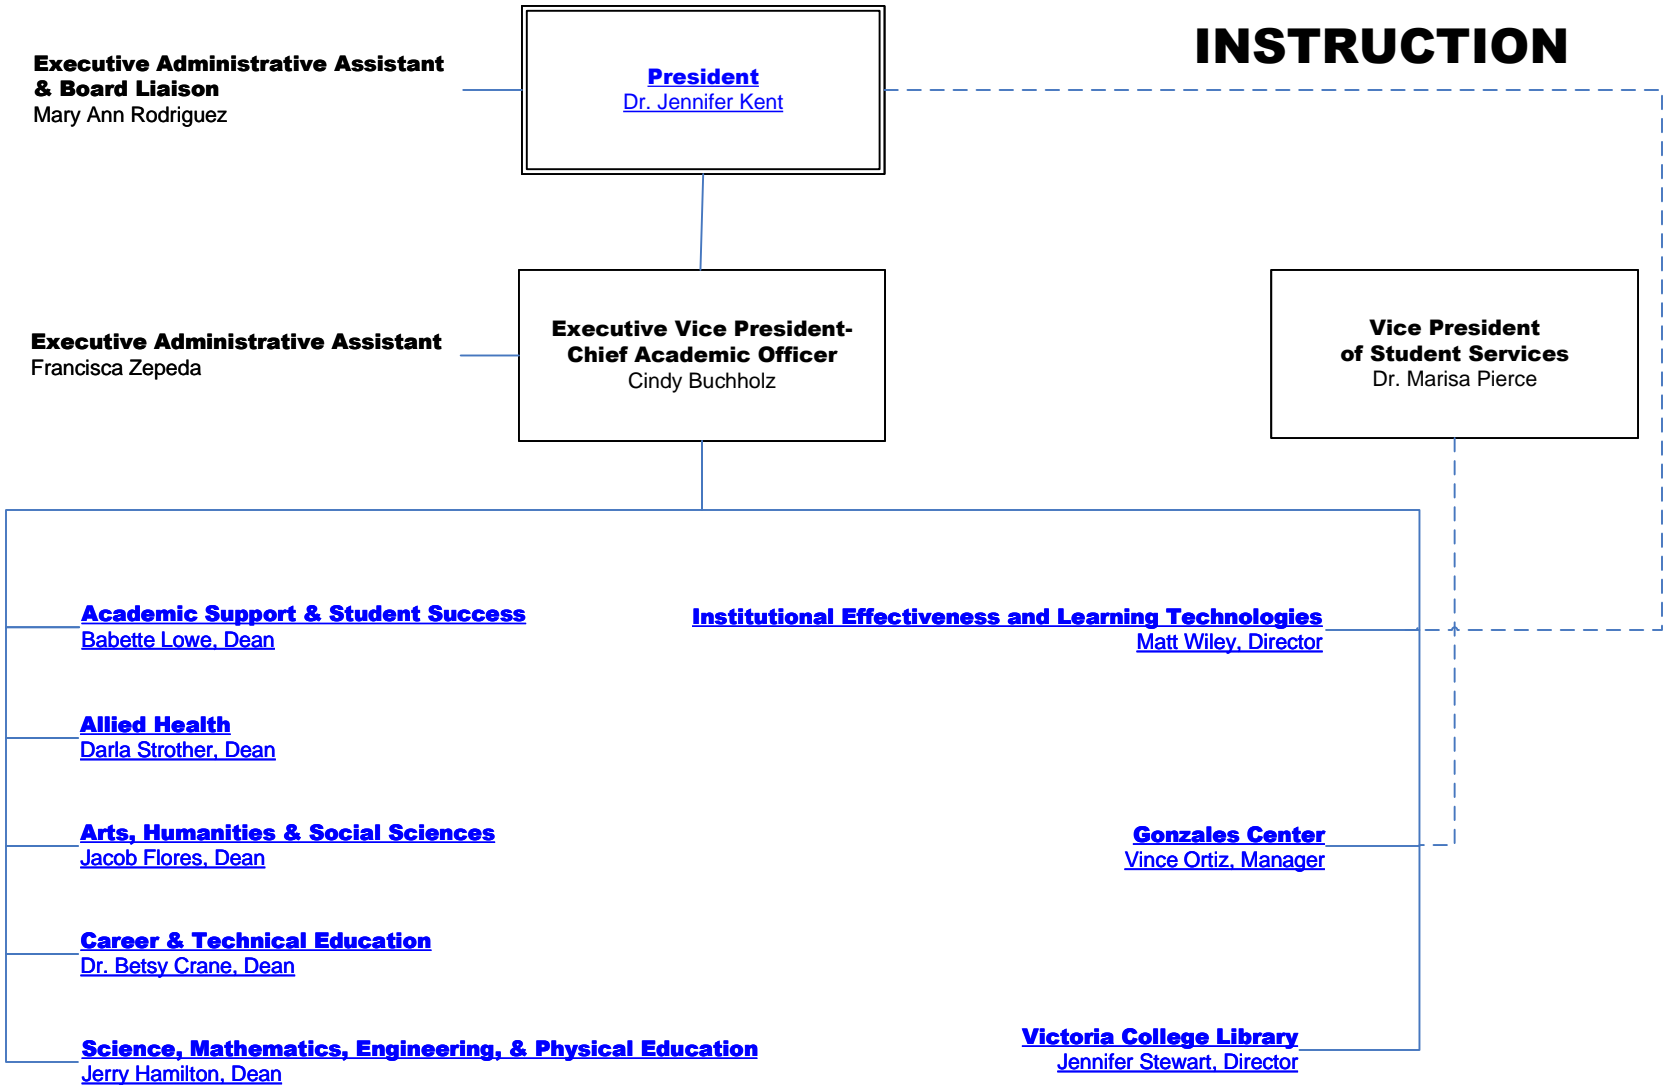 INSTRUCTION
Executive Administrative Assistant
& Board Liaison
Mary Ann Rodriguez
President
Dr. Jennifer Kent
Executive Administrative Assistant
Francisca Zepeda
Executive Vice President-
Chief Academic Officer
Cindy Buchholz
Vice President
of Student Services
Dr. Marisa Pierce
Academic Support & Student Success
Babette Lowe, Dean
Institutional Effectiveness and Learning Technologies
Matt Wiley, Director
Allied Health
Darla Strother, Dean
Arts, Humanities & Social Sciences
Jacob Flores, Dean
Gonzales Center
Vince Ortiz, Manager
Career & Technical Education
Dr. Betsy Crane, Dean
Science, Mathematics, Engineering, & Physical Education
Jerry Hamilton, Dean
Victoria College Library
Jennifer Stewart, Director